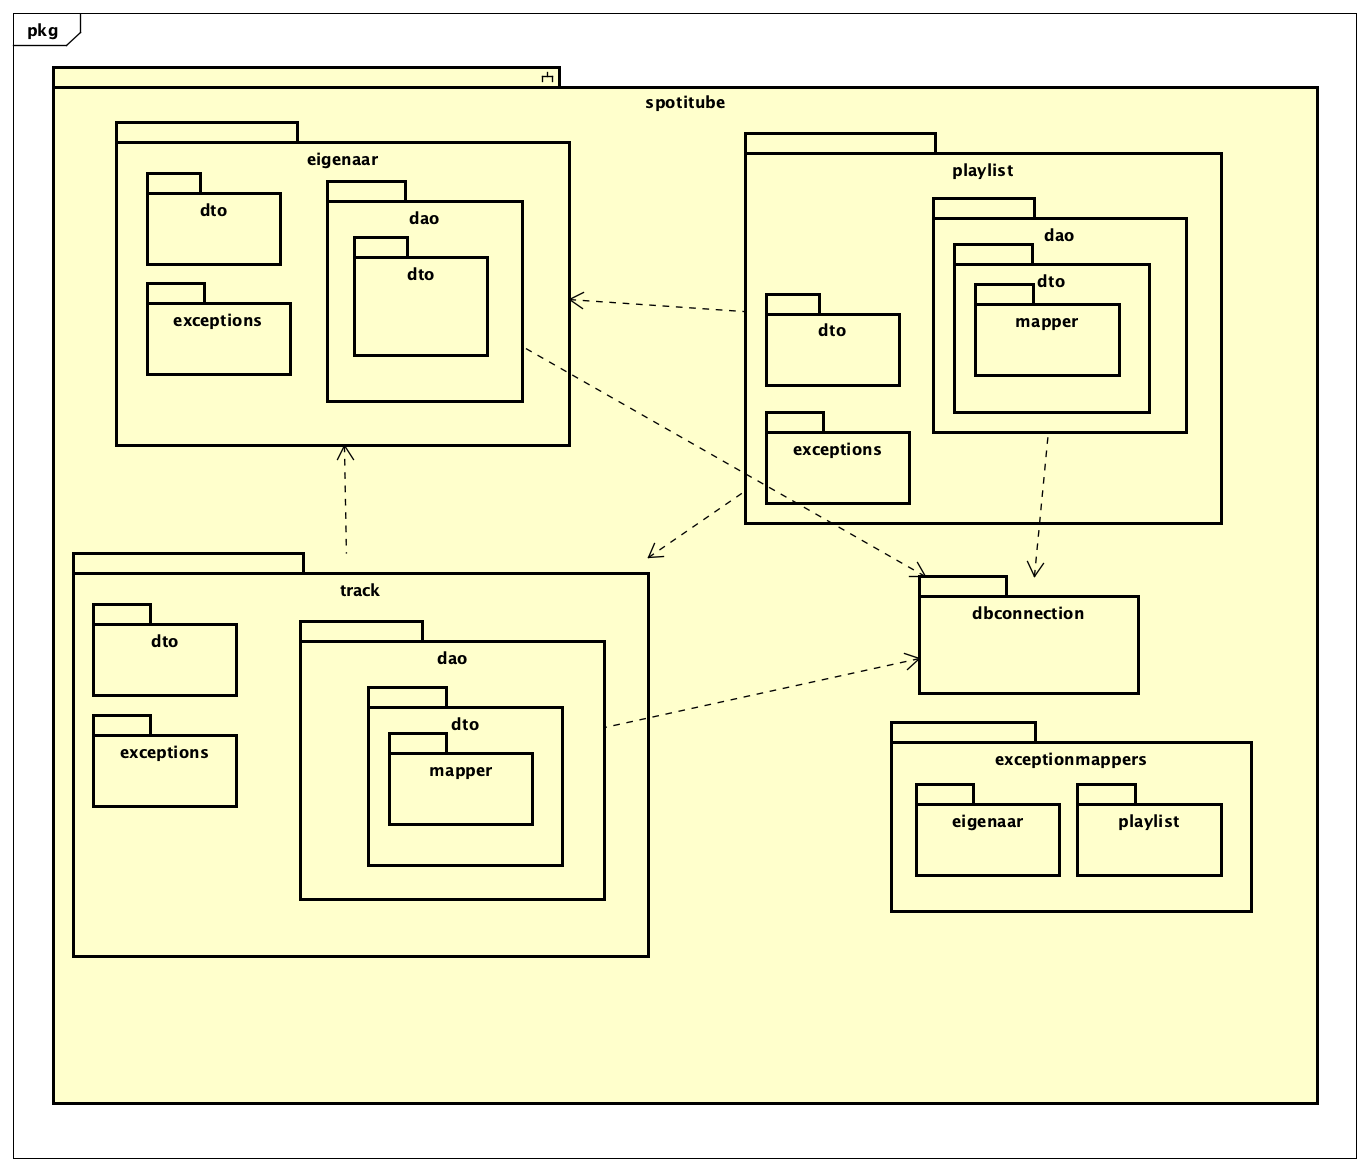 pkg
spotitube
eigenaar
dto
dao
dto
exceptions
playlist
dao
dto
mapper
dto
exceptions
track
dto
dao
dto
mapper
exceptions
dbconnection
exceptionmappers
eigenaar
playlist